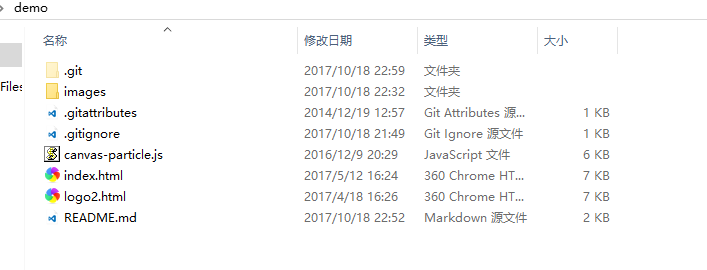 demo
名称 修改日期 类型 大小
.git 2017/10/18 22:59 文件夹
Files
images 2017/10/18 22:32 文件夹
.gitattributes 2014/12/19 12:57 Git Attributes 源... 1 KB
.gitignore 2017/10/18 21:49 Git Ignore 源文件 1 KB
canvas-particle.js 2016/12/9 20:29 JavaScript 文件 6 KB
index.html 2017/5/12 16:24 360 Chrome HT... 7 KB
logo2.html 2017/4/18 16:26 360 Chrome HT... 7 KB
README.md 2017/10/18 22:52 Markdown 源文件 2 KB